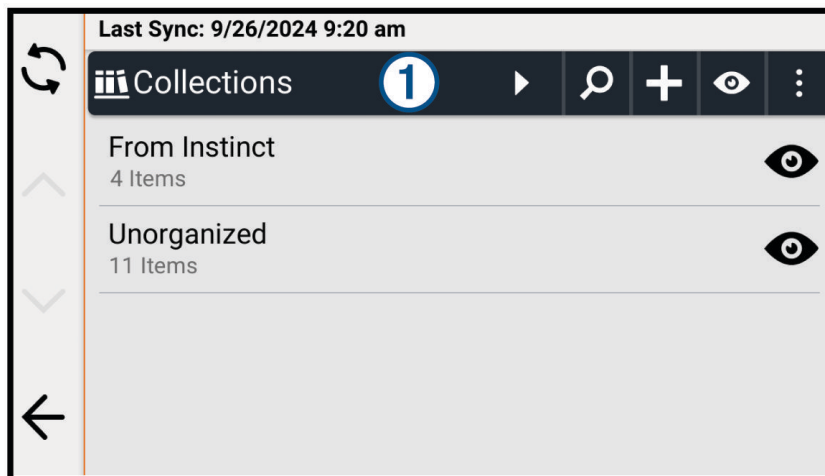 Last Sync: 9/26/2024 9:20 am
Collections 1
From Instinct
4 Items
Unorganized
11 Items